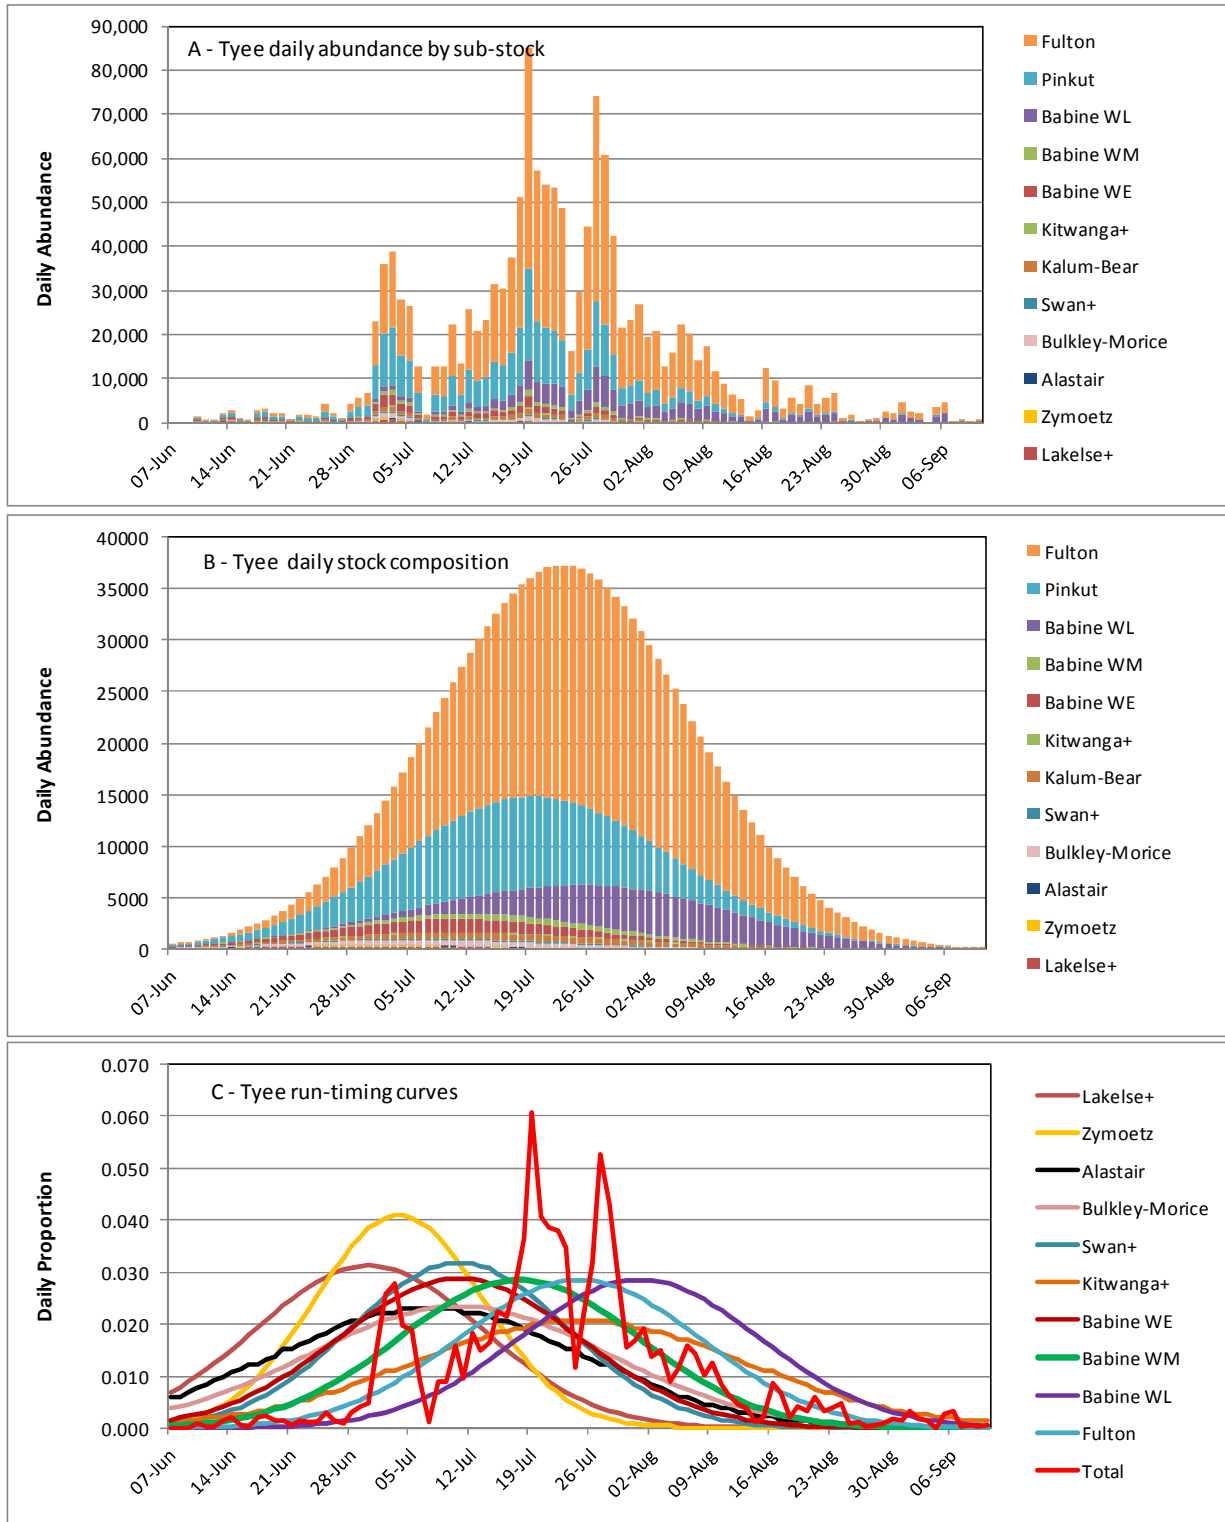 A - Tyee daily abundance by sub-stock
Daily Abundance
90,000
80,000
70,000
60,000
50,000
40,000
30,000
20,000
10,000
0
07-Jun
14-Jun
21-Jun
28-Jun
05-Jul
12-Jul
19-Jul
26-Jul
02-Aug
09-Aug
16-Aug
23-Aug
30-Aug
06-Sep
Fulton
Pinkut
Babine WL
Babine WM
Babine WE
Kitwanga+
Kalum-Bear
Swan+
Bulkley-Morice
Alastair
Zymoetz
Lakelse+
B - Tyee  daily stock composition
Daily Abundance
40000
35000
30000
25000
20000
15000
10000
5000
0
07-Jun
14-Jun
21-Jun
28-Jun
05-Jul
12-Jul
19-Jul
26-Jul
02-Aug
09-Aug
16-Aug
23-Aug
30-Aug
06-Sep
Fulton
Pinkut
Babine WL
Babine WM
Babine WE
Kitwanga+
Kalum-Bear
Swan+
Bulkley-Morice
Alastair
Zymoetz
Lakelse+
C - Tyee run-timing curves
Daily Proportion
0.070
0.060
0.050
0.040
0.030
0.020
0.010
0.000
07-Jun
14-Jun
21-Jun
28-Jun
05-Jul
12-Jul
19-Jul
26-Jul
02-Aug
09-Aug
16-Aug
23-Aug
30-Aug
06-Sep
Lakelse+
Zymoetz
Alastair
Bulkley-Morice
Swan+
Kitwanga+
Babine WE
Babine WM
Babine WL
Fulton
Total